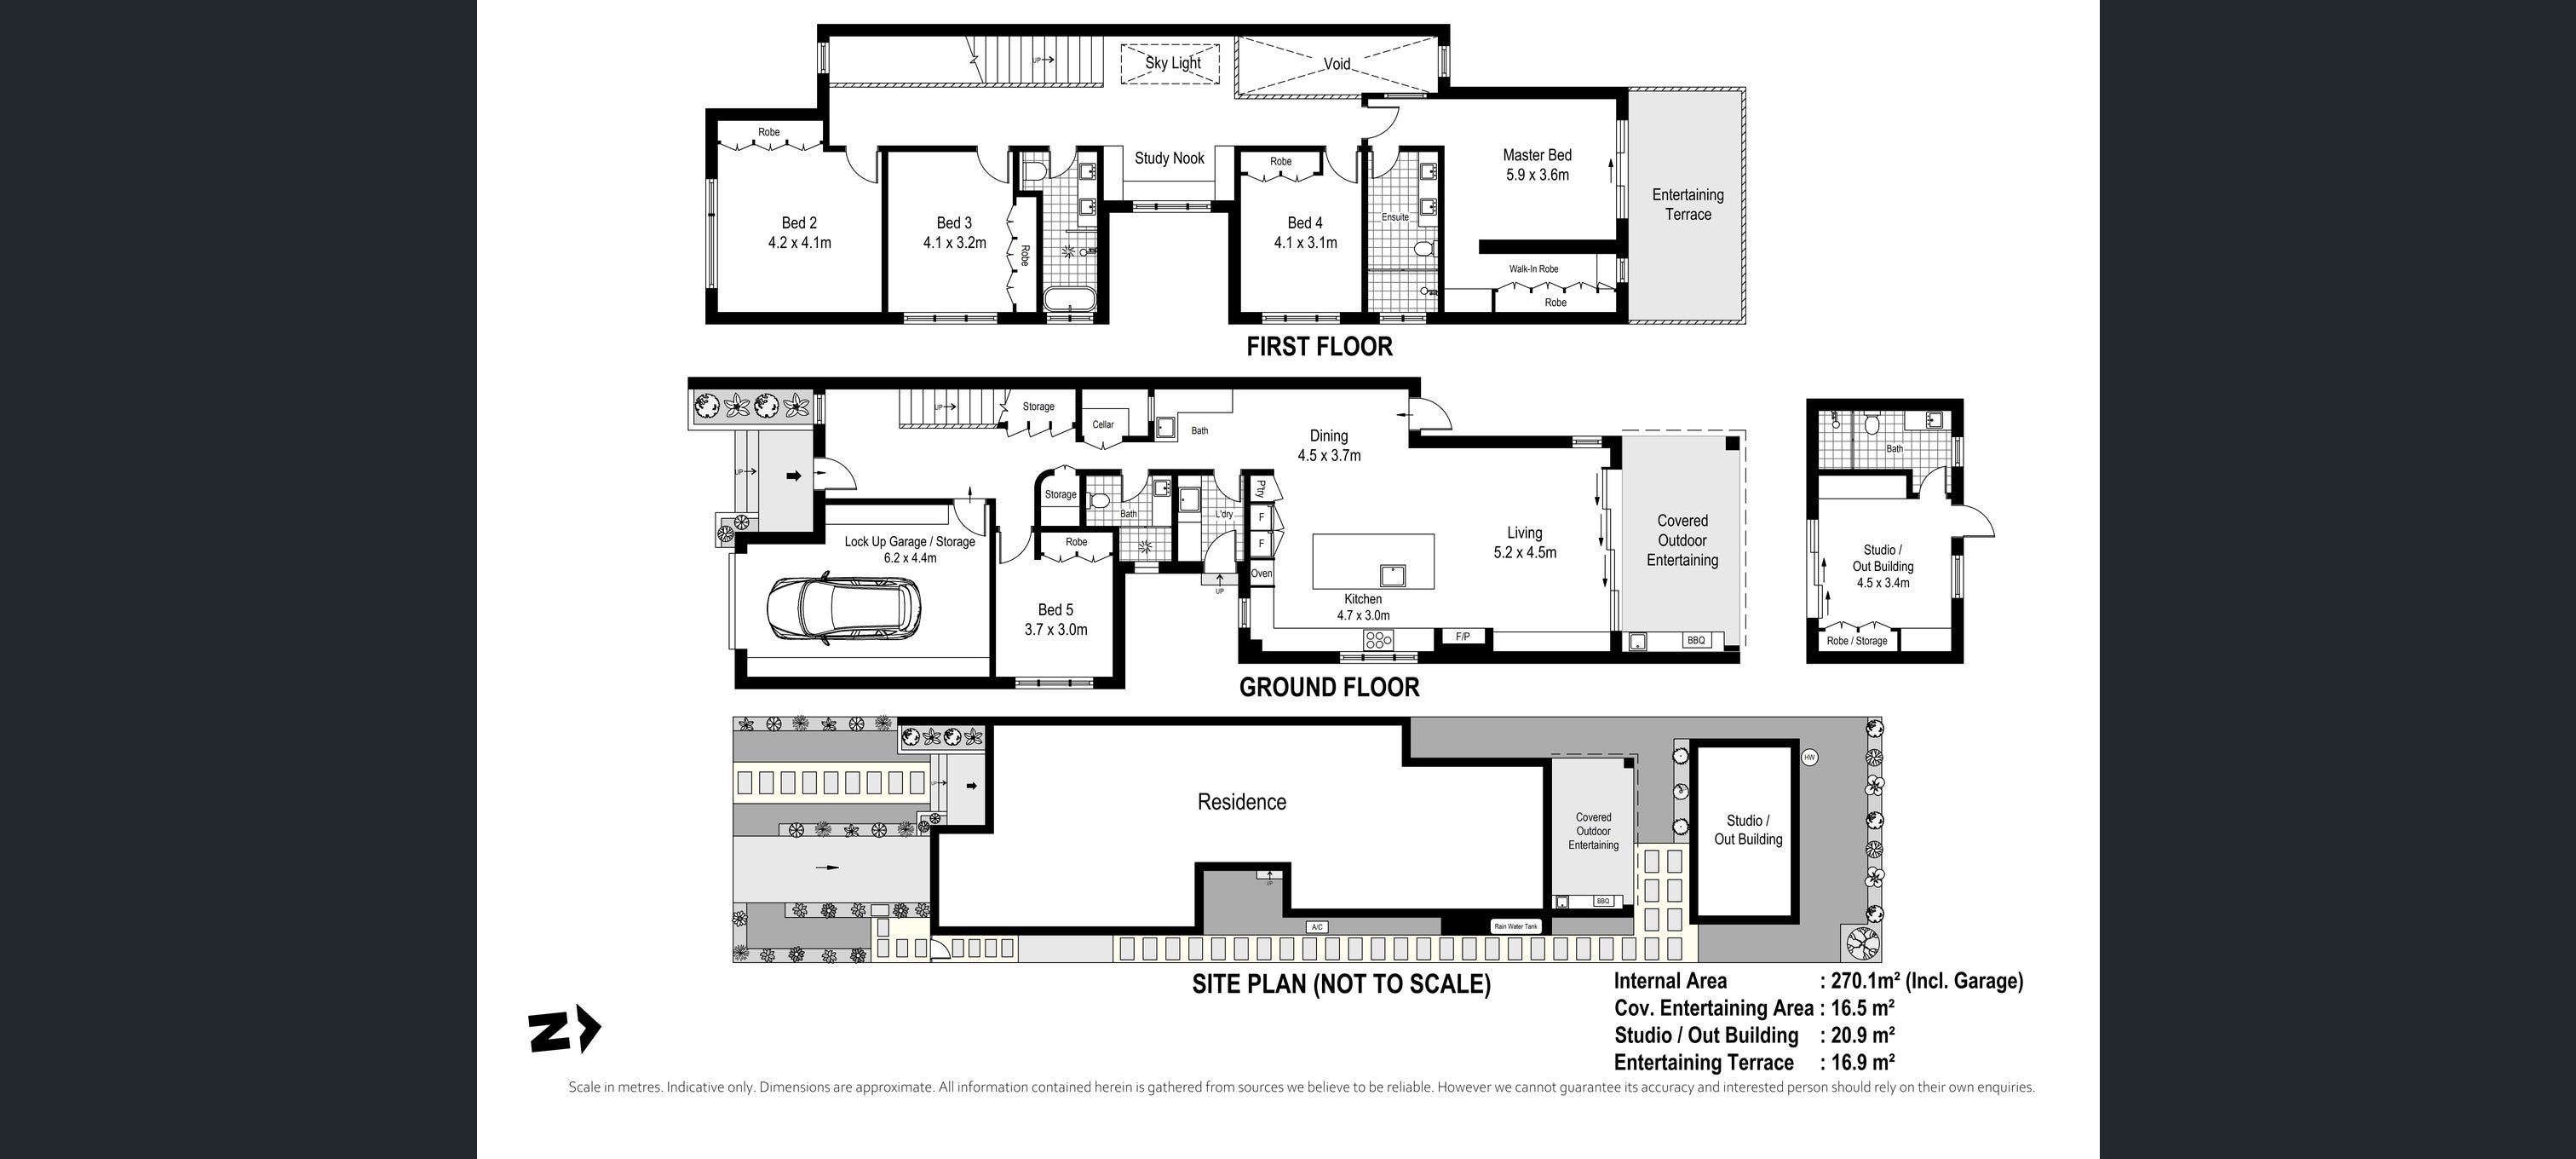 UP
Sky Light
Void
Robe
Study Nook
Robe
Master Bed
5.9 x 3.6m
Entertaining
Terrace
Bed 2
4.2 x 4.1m
Bed 3
4.1 x 3.2m
Robe
Bed 4
4.1 x 3.1m
Ensuite
Walk-In Robe
Robe
FIRST FLOOR
UP
Storage
Cellar
Bath
Dining
4.5 x 3.7m
UP
Storage
Bath
L'dry
P'try
F
F
Oven
Lock Up Garage / Storage
6.2 x 4.4m
Robe
UP
Bed 5
3.7 x 3.0m
Kitchen
4.7 x 3.0m
F/P
Living
5.2 x 4.5m
Covered
Outdoor
Entertaining
BBQ
Bath
Studio /
Out Building
4.5 x 3.4m
Robe / Storage
GROUND FLOOR
UP
Residence
UP
Covered
Outdoor
Entertaining
BBQ
Studio /
Out Building
HW
A/C
Rain Water Tank
SITE PLAN (NOT TO SCALE)
Internal Area : 270.1m² (Incl. Garage)
Cov. Entertaining Area : 16.5 m²
Studio / Out Building : 20.9 m²
Entertaining Terrace : 16.9 m²
N
Scale in metres. Indicative only. Dimensions are approximate. All information contained herein is gathered from sources we believe to be reliable. However we cannot guarantee its accuracy and interested person should rely on their own enquiries.